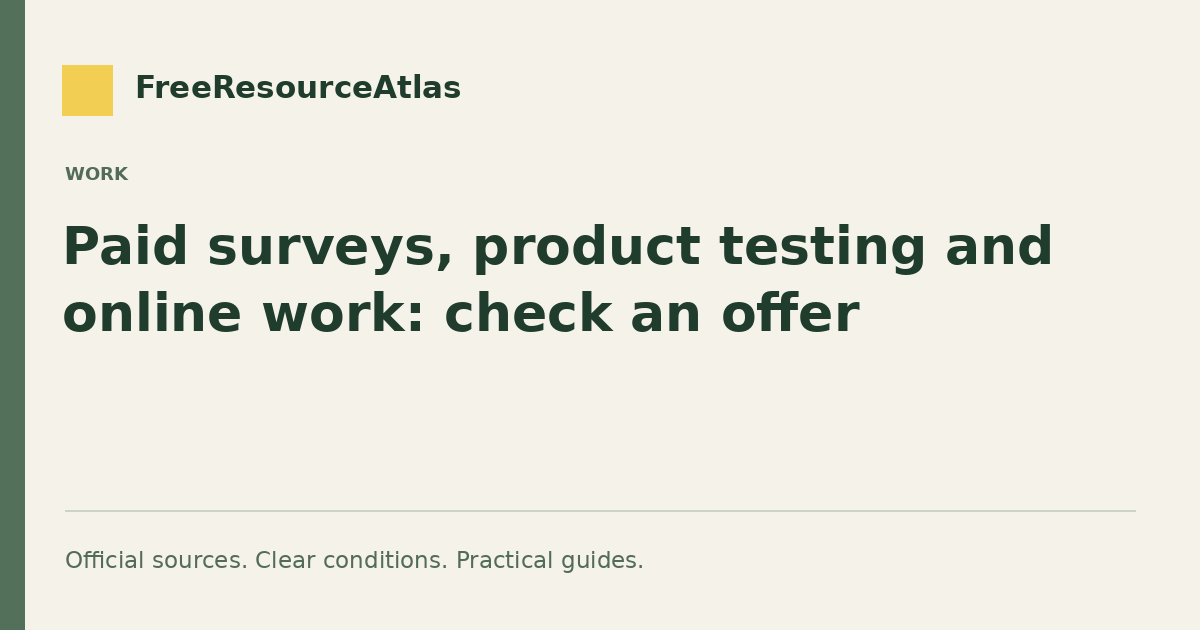 FreeResourceAtlas
WORK
Paid surveys, product testing and
online work: check an offer
Official sources. Clear conditions. Practical guides.